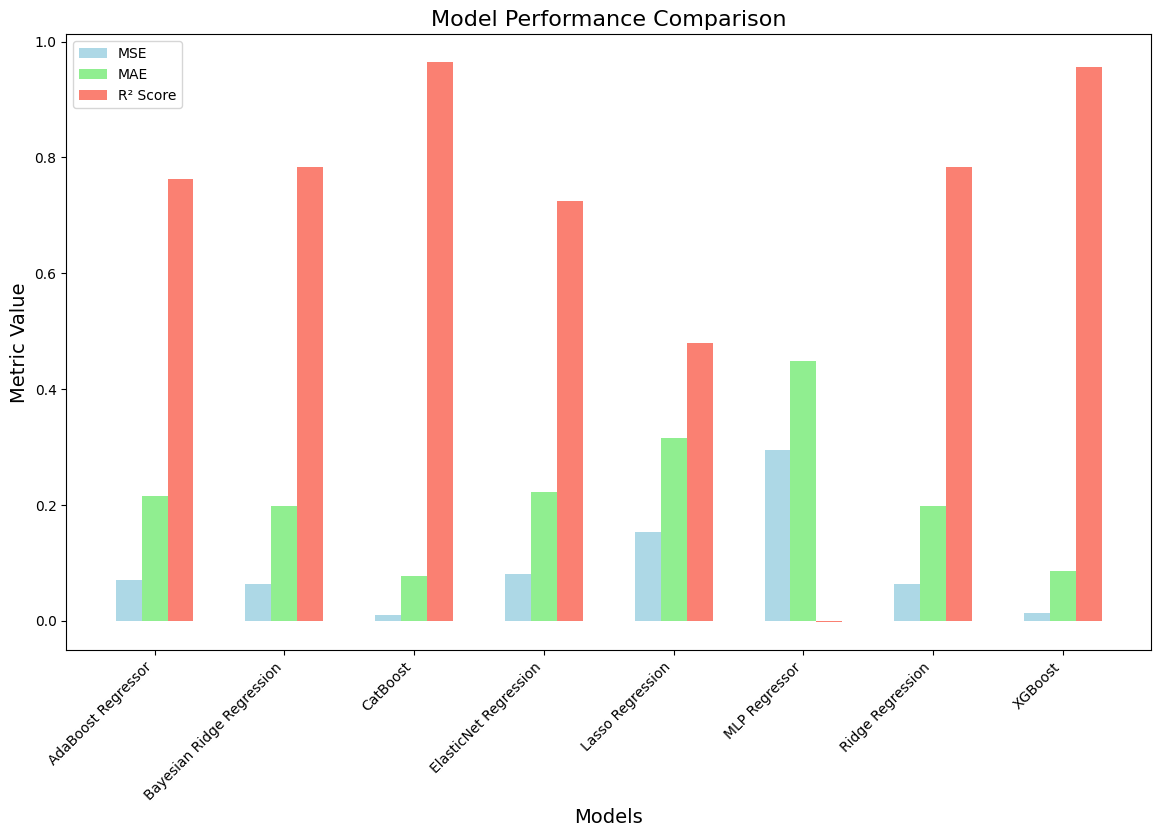 Model Performance Comparison
MSE
MAE
R² Score
Metric Value
1.0
0.8
0.6
0.4
0.2
0.0
AdaBoost Regressor
Bayesian Ridge Regression
CatBoost
ElasticNet Regression
Lasso Regression
MLP Regressor
Ridge Regression
XGBoost
Models